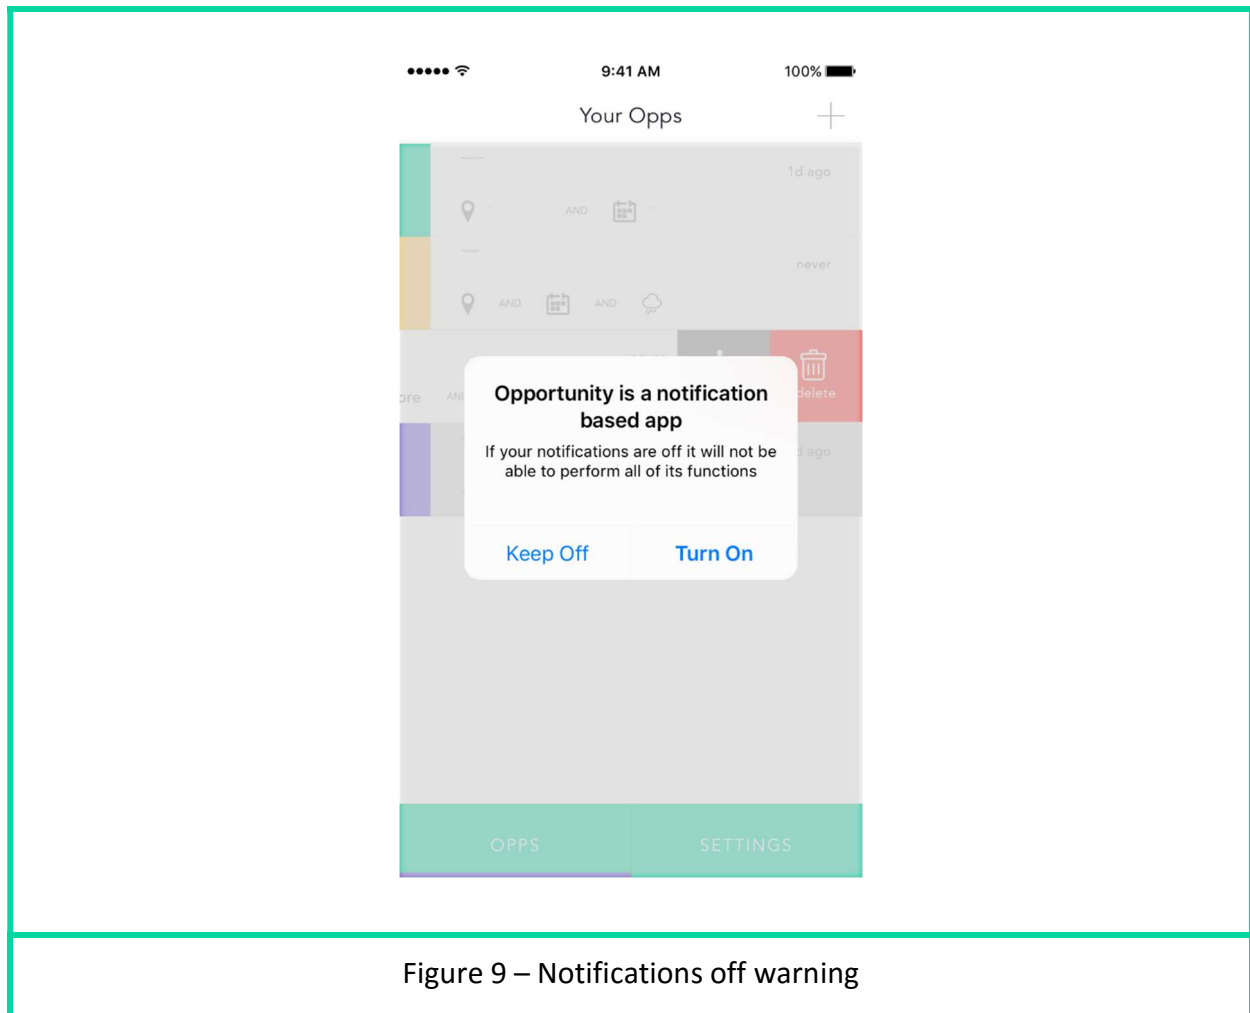 9:41 AM 100%
Your Opps
1d ago
AND
never
AND AND
delete
Opportunity is a notification
based app
If your notifications are off it will not be
able to perform all of its functions
d ago
Keep Off Turn On
OPPS SETTINGS
Figure 9 – Notifications off warning